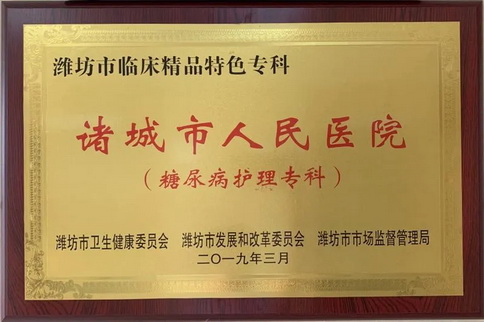 潍坊市临床精品特色专科
诸城市人民医院
（糖尿病护理专科）
潍坊市卫生健康委员会 潍坊市发展和改革委员会 潍坊市市场监督管理局
二〇一九年三月